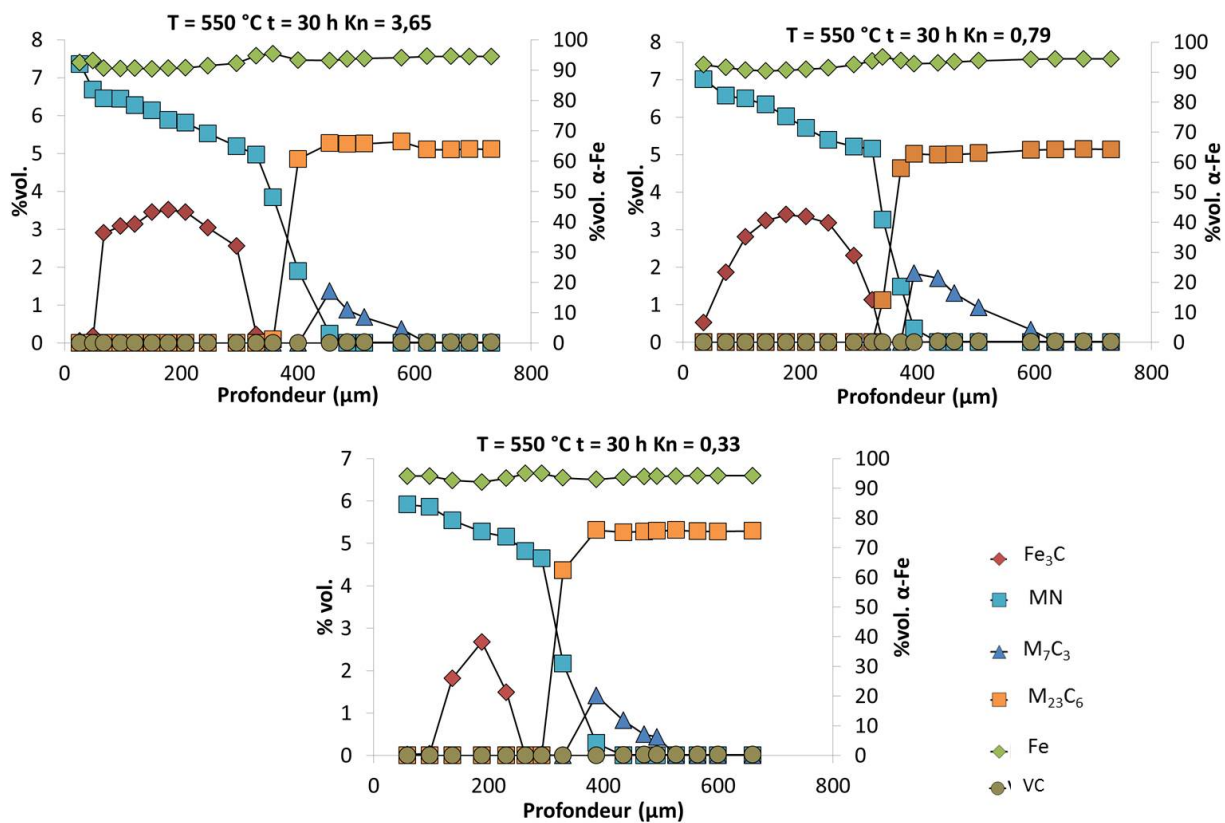 T = 550 °C t = 30 h Kn = 3,65
8
7
6
5
4
3
2
1
0
%vol.
100
90
80
70
60
50
40
30
20
10
0
%vol. α-Fe
0 200 400 600 800
Profondeur (µm)
T = 550 °C t = 30 h Kn = 0,79
8
7
6
5
4
3
2
1
0
%vol.
100
90
80
70
60
50
40
30
20
10
0
%vol. α-Fe
0 200 400 600 800
Profondeur (µm)
T = 550 °C t = 30 h Kn = 0,33
7
6
5
4
3
2
1
0
% vol.
100
90
80
70
60
50
40
30
20
10
0
%vol. α-Fe
0 200 400 600 800
Profondeur (µm)
Fe₃C
MN
M₇C₃
M₂₃C₆
Fe
VC